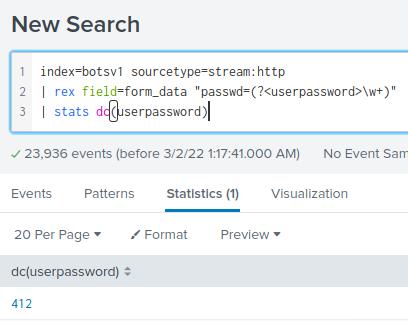 New Search
1 index=botsv1 sourcetype=stream:http
2 | rex field=form_data "passwd=(?<userpassword>\w+)"
3 | stats dc(userpassword)
✓ 23,936 events (before 3/2/22 1:17:41.000 AM) No Event Sam
Events Patterns Statistics (1) Visualization
20 Per Page Format Preview
dc(userpassword)
412